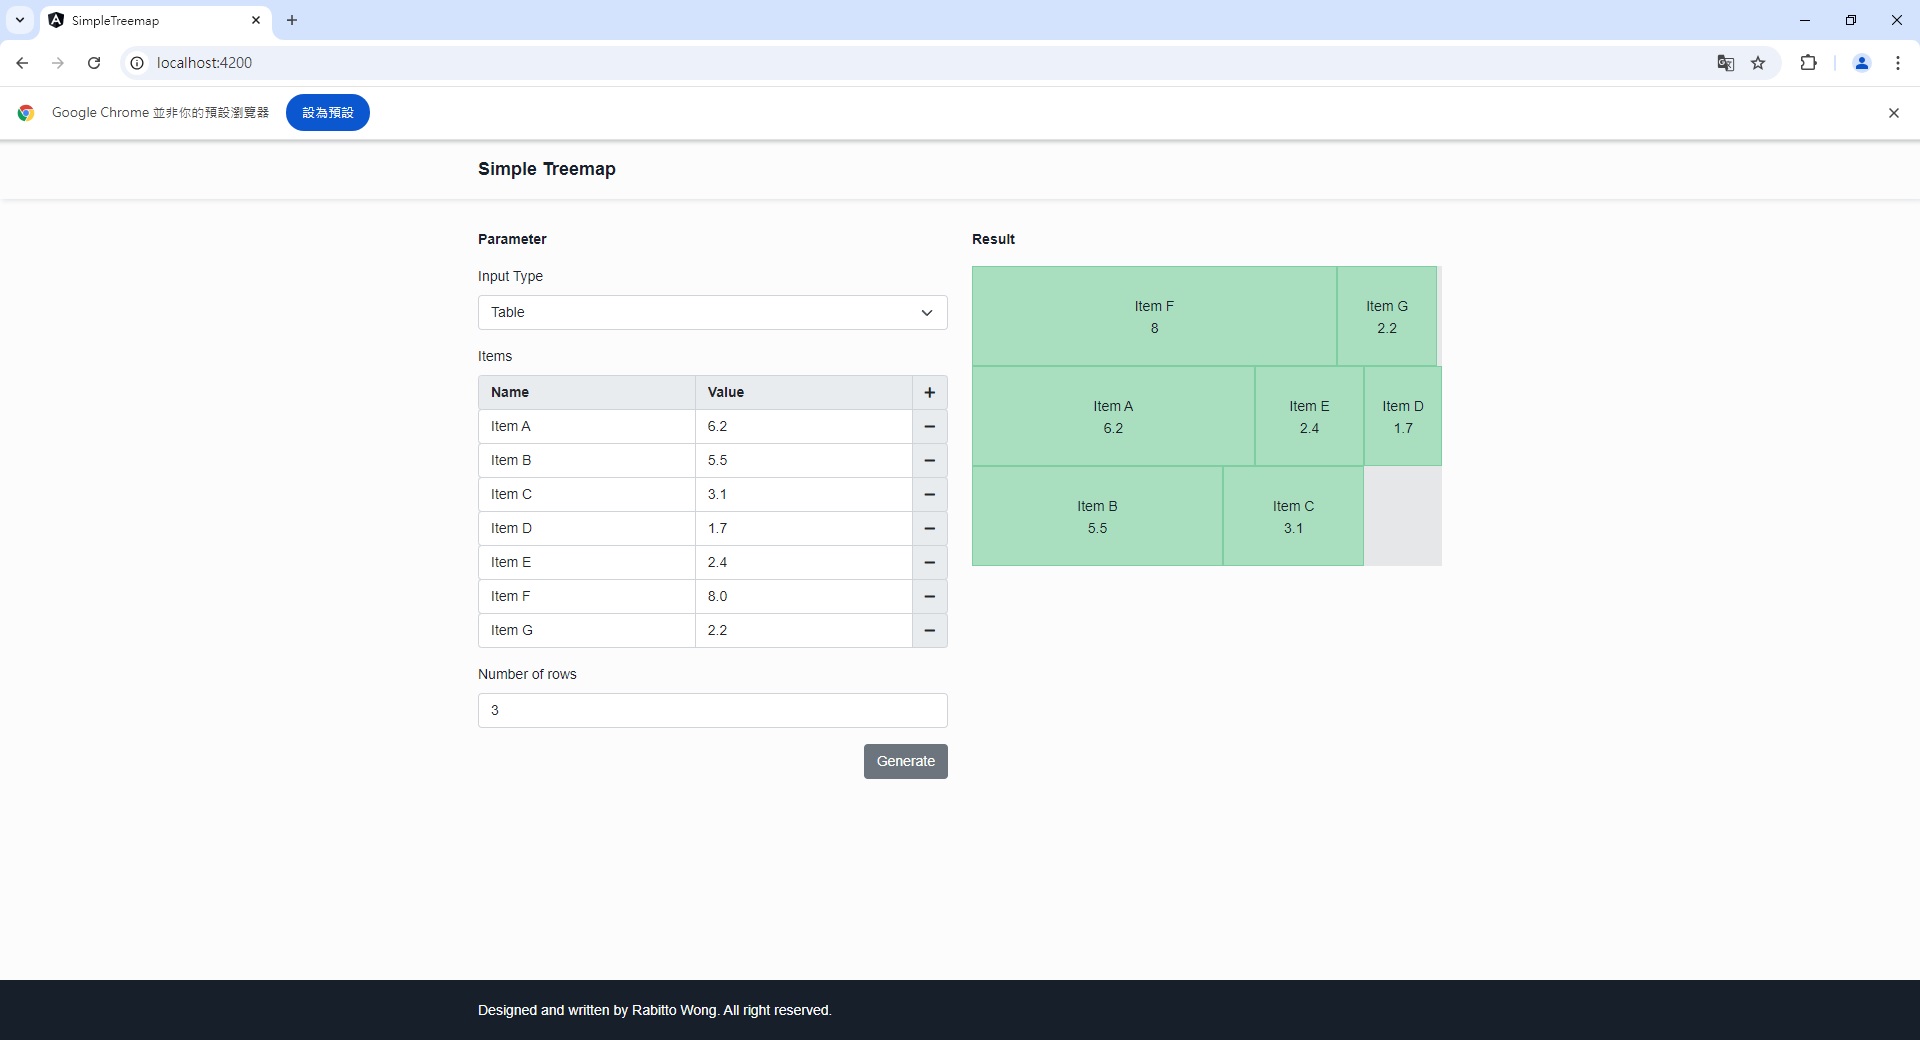 SimpleTreemap
localhost:4200
Google Chrome 並非你的預設瀏覽器
設為預設
Simple Treemap
Parameter
Input Type
Table
Items
Name Value +
Item A 6.2 −
Item B 5.5 −
Item C 3.1 −
Item D 1.7 −
Item E 2.4 −
Item F 8.0 −
Item G 2.2 −
Number of rows
3
Generate
Result
Item F
8
Item G
2.2
Item A
6.2
Item E
2.4
Item D
1.7
Item B
5.5
Item C
3.1
Designed and written by Rabitto Wong. All right reserved.